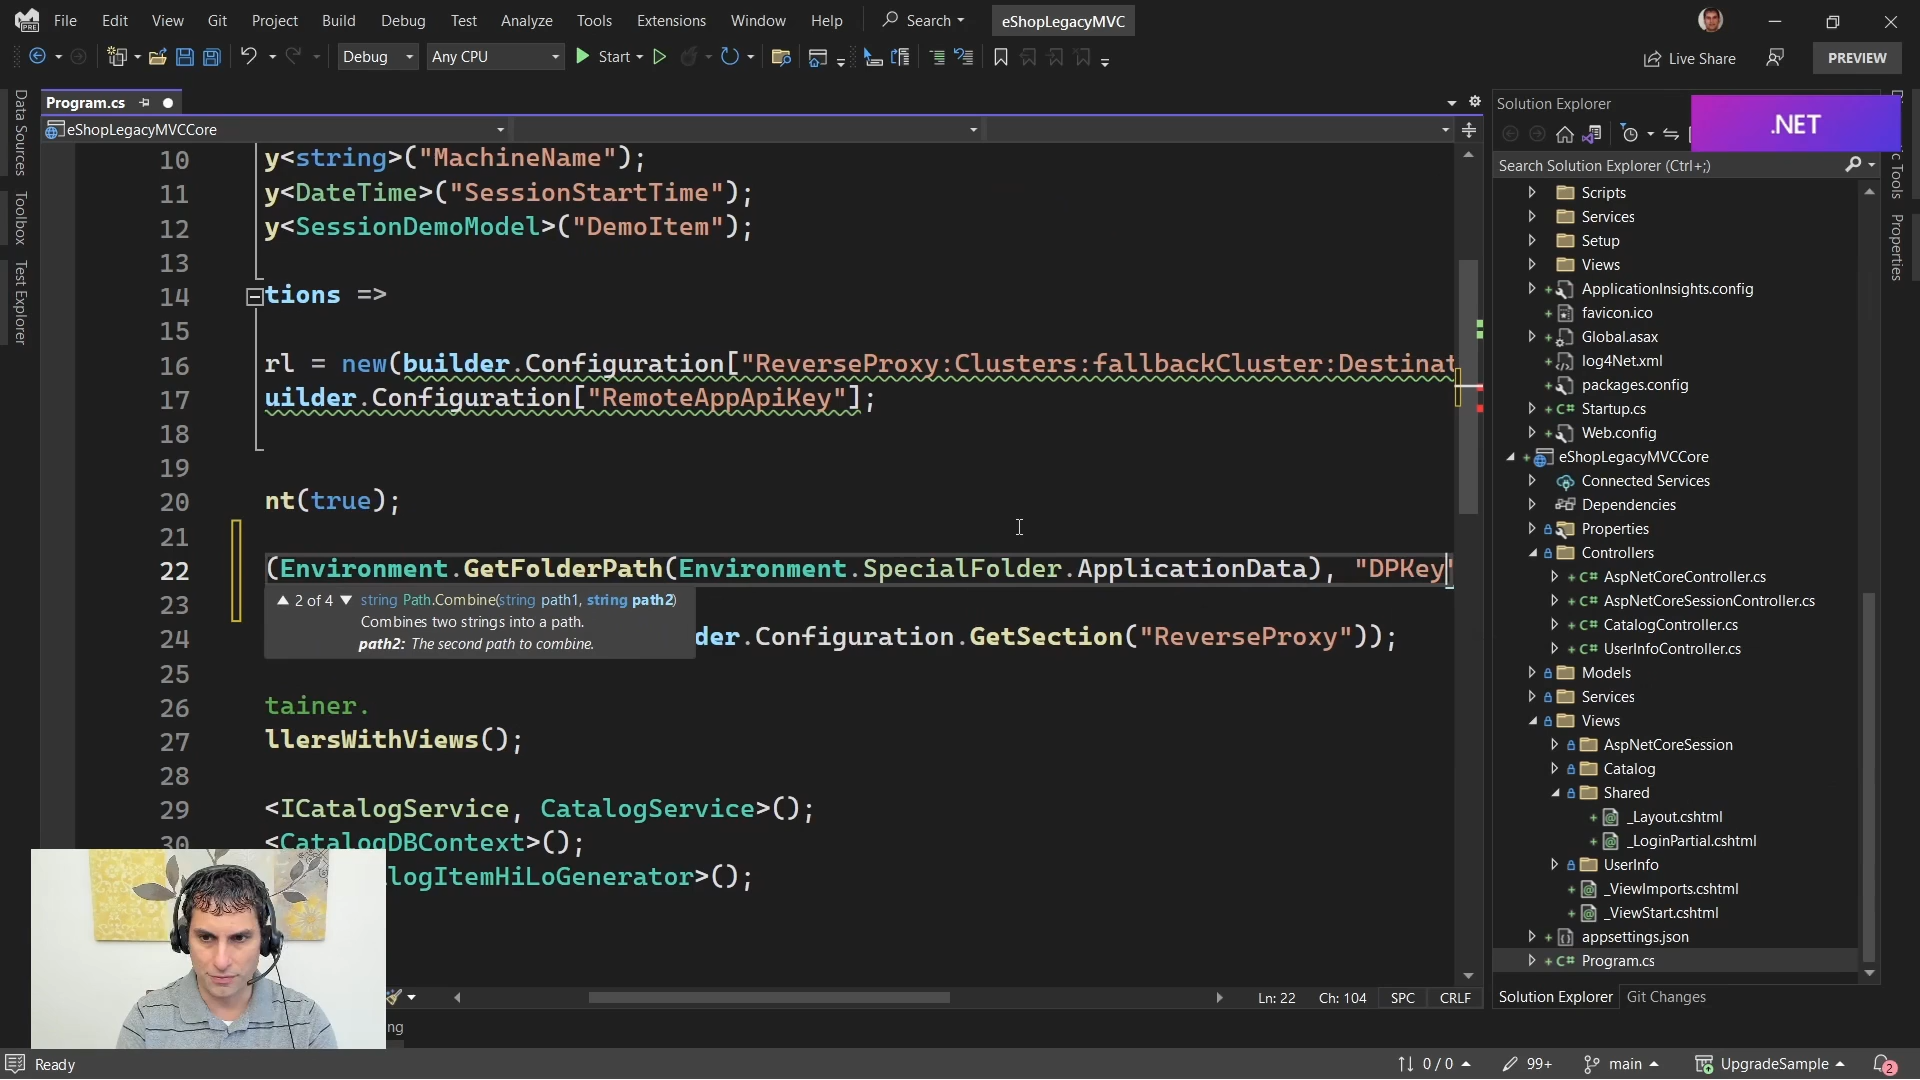 File Edit View Git Project Build Debug Test Analyze Tools Extensions Window Help Search eShopLegacyMVC
Debug Any CPU Start Live Share PREVIEW
Data Sources
Toolbox
Test Explorer
Program.cs
eShopLegacyMVCCore
10 y<string>("MachineName");
11 y<DateTime>("SessionStartTime");
12 y<SessionDemoModel>("DemoItem");
13
14 tions =>
15
16 rl = new(builder.Configuration["ReverseProxy:Clusters:fallbackCluster:Destinat
17 uilder.Configuration["RemoteAppApiKey"];
18
19
20 nt(true);
21
22 (Environment.GetFolderPath(Environment.SpecialFolder.ApplicationData), "DPKey"
2 of 4 string Path.Combine(string path1, string path2)
Combines two strings into a path.
path2: The second path to combine.
23
24 der.Configuration.GetSection("ReverseProxy"));
25
26 tainer.
27 llersWithViews();
28
29 <ICatalogService, CatalogService>();
30 <CatalogDBContext>();
logItemHiLoGenerator>();
Ln: 22 Ch: 104 SPC CRLF
ng
Solution Explorer
.NET
Search Solution Explorer (Ctrl+;)
Scripts
Services
Setup
Views
ApplicationInsights.config
favicon.ico
Global.asax
log4Net.xml
packages.config
Startup.cs
Web.config
eShopLegacyMVCCore
Connected Services
Dependencies
Properties
Controllers
AspNetCoreController.cs
AspNetCoreSessionController.cs
CatalogController.cs
UserInfoController.cs
Models
Services
Views
AspNetCoreSession
Catalog
Shared
_Layout.cshtml
_LoginPartial.cshtml
UserInfo
_ViewImports.cshtml
_ViewStart.cshtml
appsettings.json
Program.cs
Solution Explorer Git Changes
c Tools
Properties
Ready 0 / 0 99+ main UpgradeSample 2